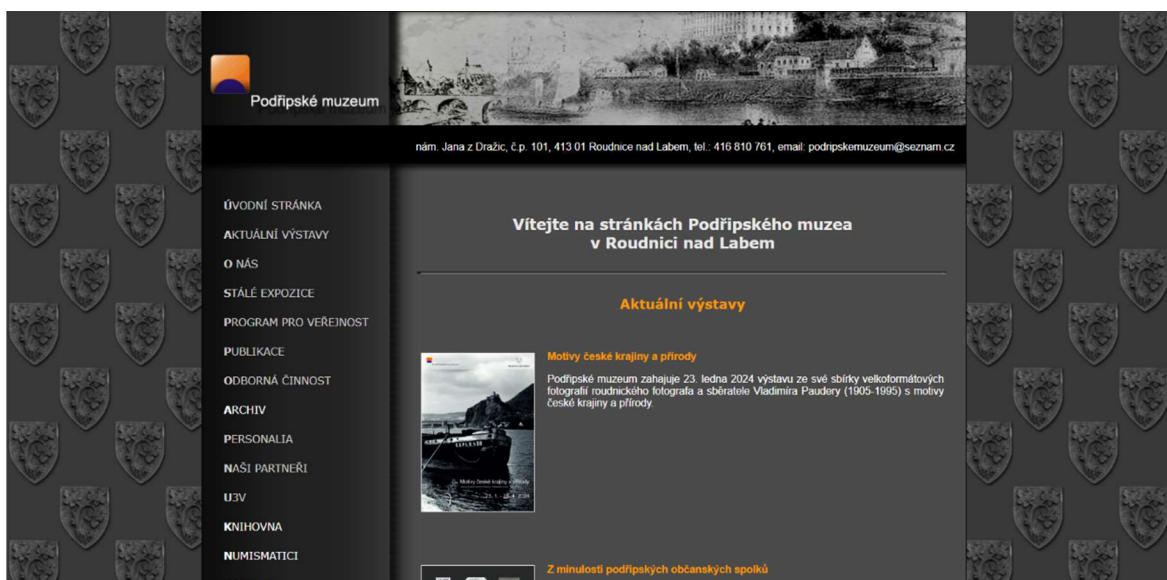 Podřipské muzeum
nám. Jana z Dražic, č.p. 101, 413 01 Roudnice nad Labem, tel.: 416 810 761, email: podripskemuzeum@seznam.cz
ÚVODNÍ STRÁNKA
AKTUÁLNÍ VÝSTAVY
O NÁS
STÁLÉ EXPOZICE
PROGRAM PRO VEŘEJNOST
PUBLIKACE
ODBORNÁ ČINNOST
ARCHIV
PERSONALIA
NAŠI PARTNEŘI
U3V
KNIHOVNA
NUMISMATICI
Vítejte na stránkách Podřipského muzea
v Roudnici nad Labem
Aktuální výstavy
Motivy české krajiny a přírody
Podřipské muzeum zahajuje 23. ledna 2024 výstavu ze své sbírky velkoformátových
fotografií roudnického fotografa a sběratele Vladimíra Paudery (1905-1995) s motivy
české krajiny a přírody.
Motivy české krajiny a přírody
Z minulosti podřipských občanských spolků